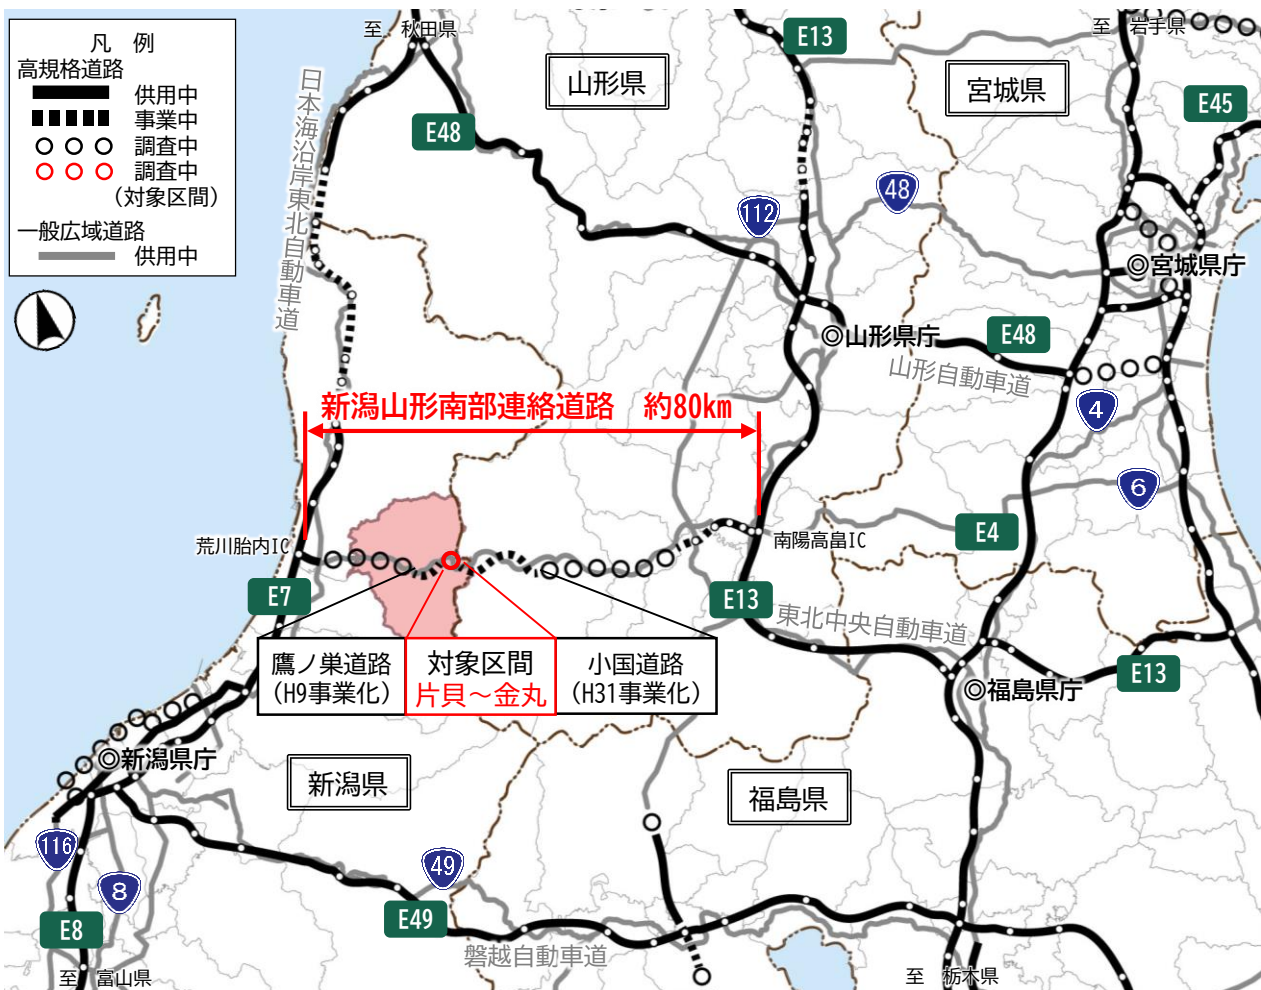 凡 例
高規格道路
供用中
事業中
調査中
調査中
(対象区間)
一般広域道路
供用中
至 秋田県
E13
至 岩手県
山形県
宮城県
E45
E48
日本海沿岸東北自動車道
48
112
◎宮城県庁
◎山形県庁
E48
山形自動車道
4
新潟山形南部連絡道路 約80km
6
荒川胎内IC
南陽高畠IC
E4
E7
E13
東北中央自動車道
鷹ノ巣道路
(H9事業化)
対象区間
片貝～金丸
小国道路
(H31事業化)
E13
◎福島県庁
◎新潟県庁
新潟県
福島県
116
8
49
E8
E49
磐越自動車道
至 富山県
至 栃木県